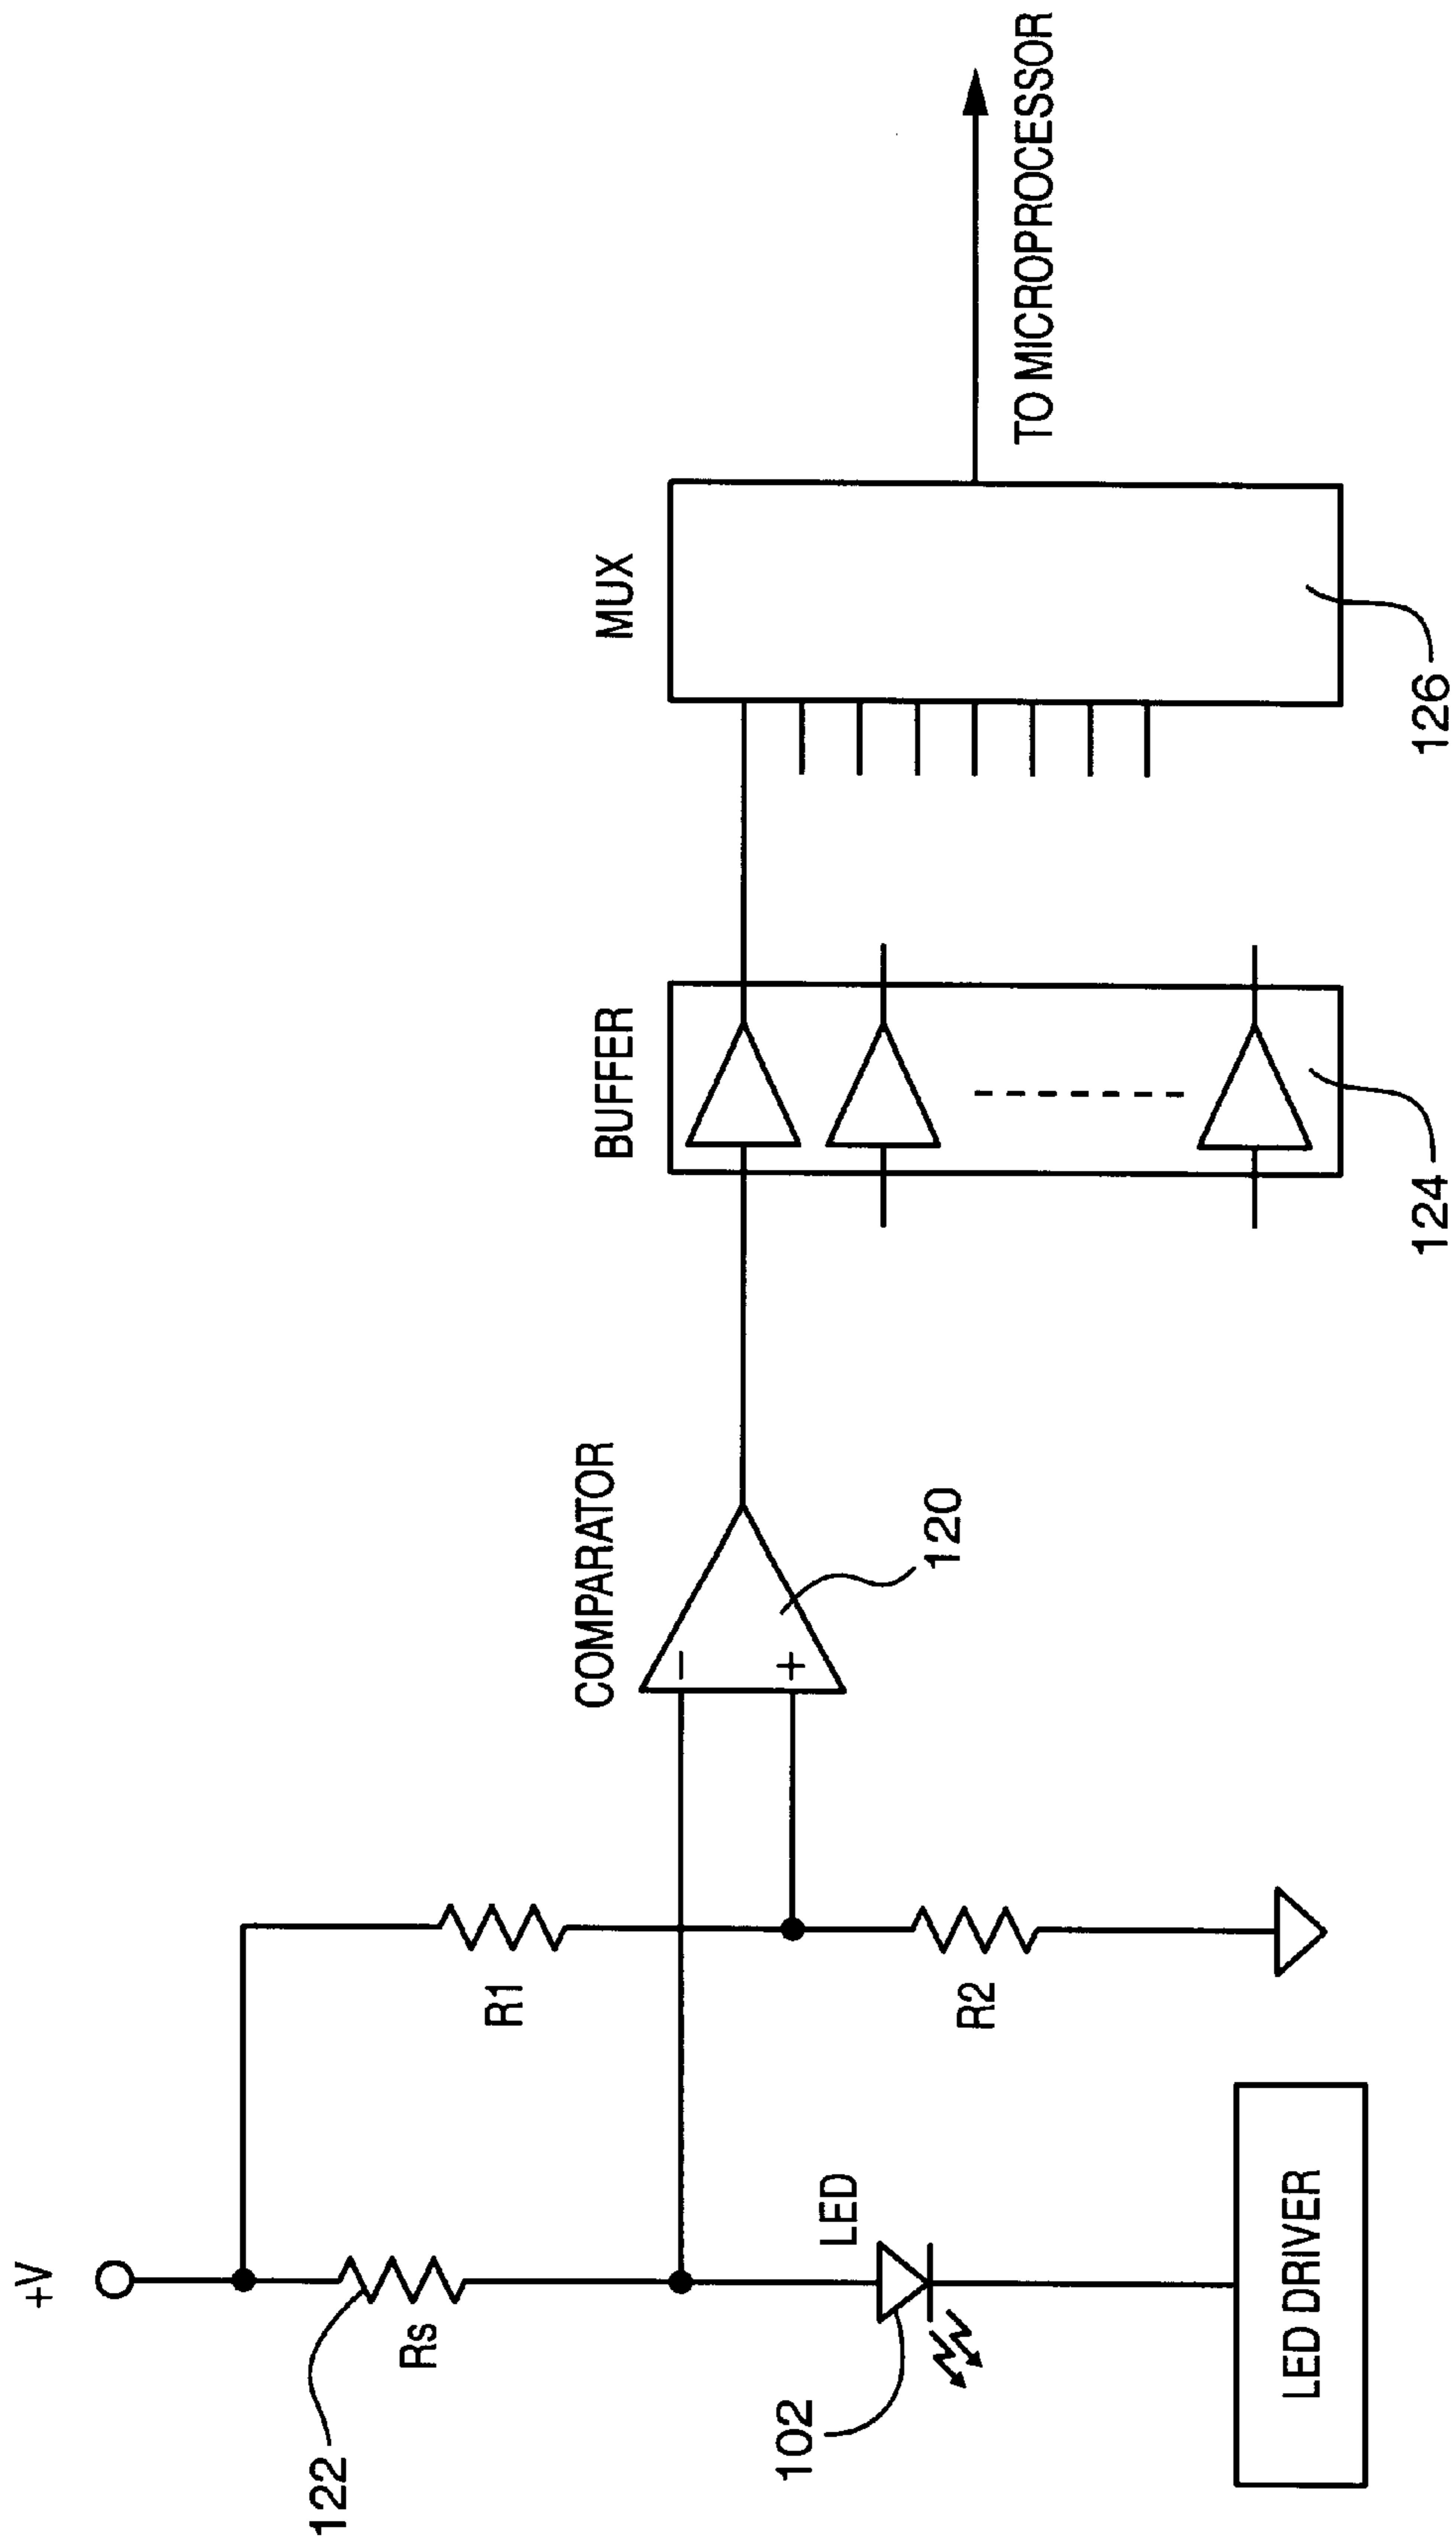 +V
122
Rs
R1
102
LED
LED DRIVER
R2
COMPARATOR
−
+
120
BUFFER
124
MUX
126
TO MICROPROCESSOR